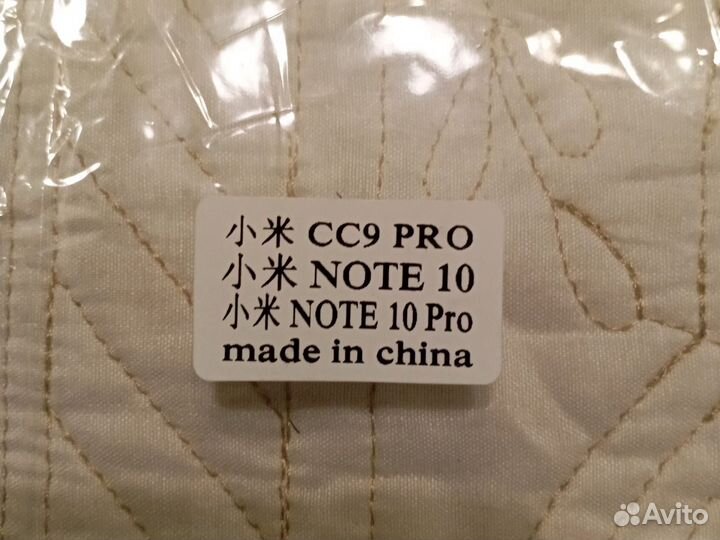 小米 CC9 PRO
小米 NOTE 10
小米 NOTE 10 Pro
made in china
Avito